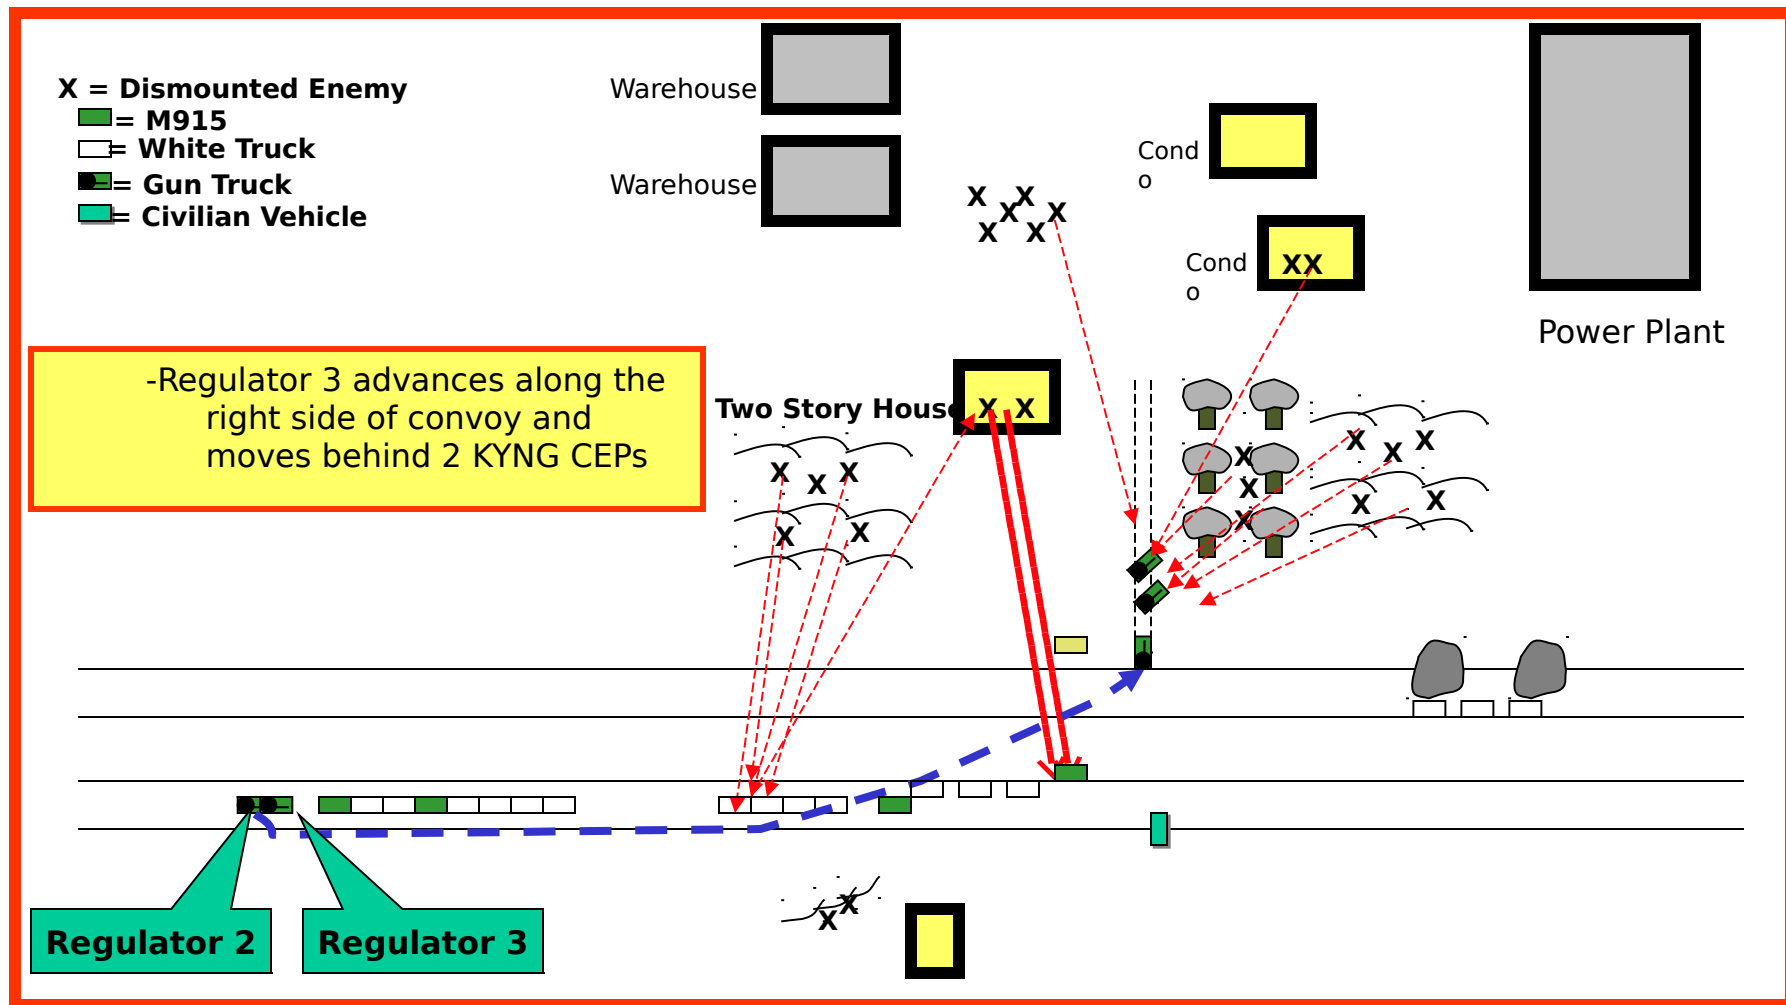 X = Dismounted Enemy
= M915
= White Truck
= Gun Truck
= Civilian Vehicle
Warehouse
Warehouse
Cond
o
X X
X X
X X
Cond
o
XX
Power Plant
-Regulator 3 advances along the
right side of convoy and
moves behind 2 KYNG CEPs
Two Story House
X X
X X X
X X
X
X
X
X X X
X X
X X
Regulator 2
Regulator 3